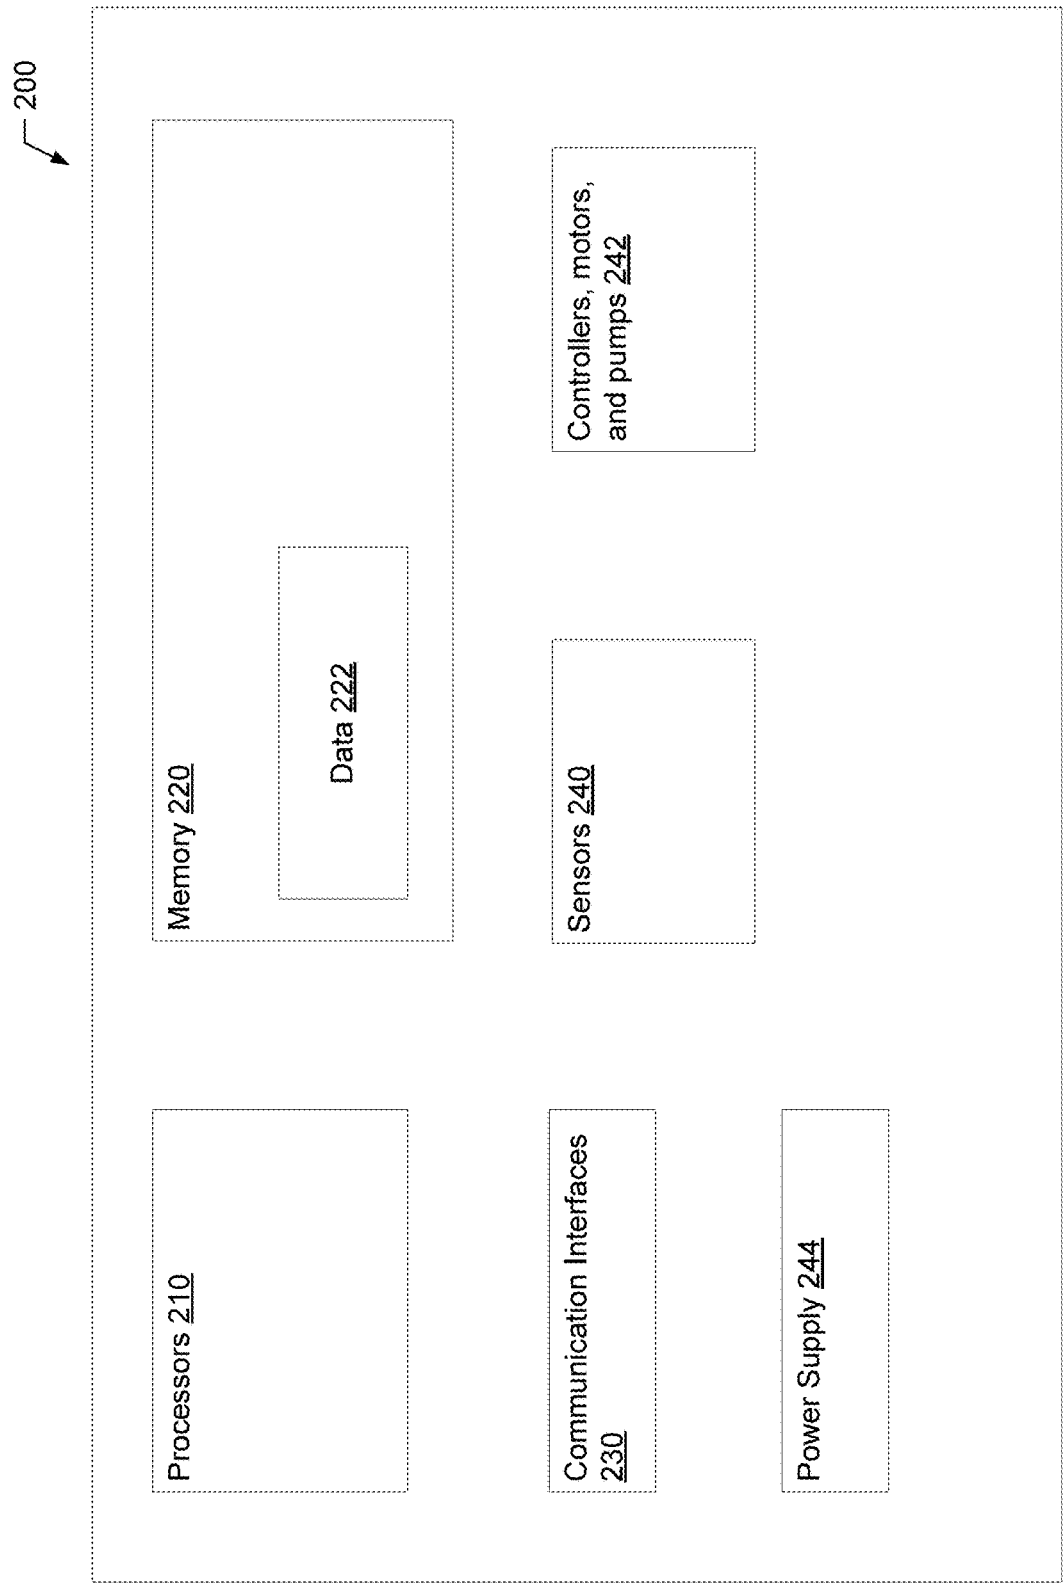 200
Processors 210
Memory 220
Data 222
Communication Interfaces
230
Sensors 240
Controllers, motors,
and pumps 242
Power Supply 244